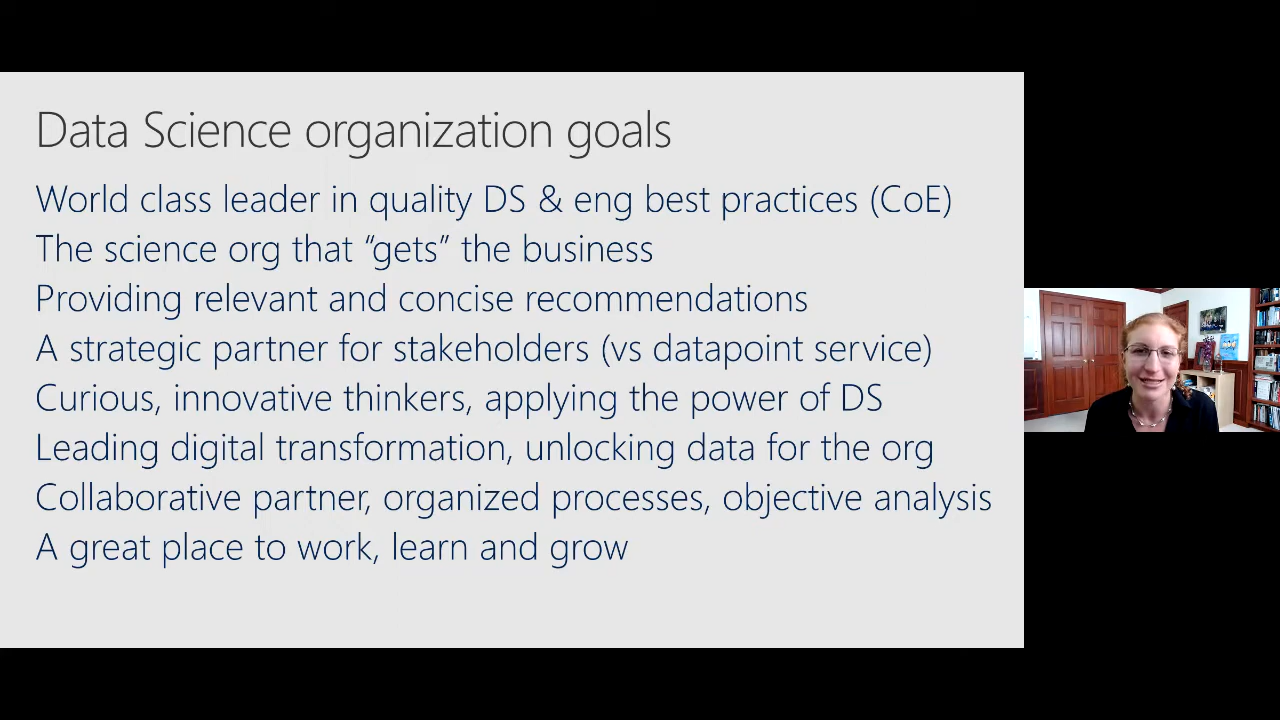 Data Science organization goals
World class leader in quality DS & eng best practices (CoE)
The science org that “gets” the business
Providing relevant and concise recommendations
A strategic partner for stakeholders (vs datapoint service)
Curious, innovative thinkers, applying the power of DS
Leading digital transformation, unlocking data for the org
Collaborative partner, organized processes, objective analysis
A great place to work, learn and grow